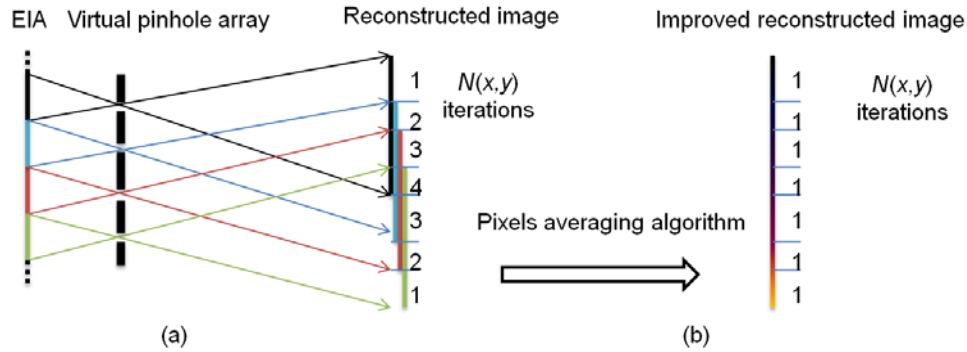 EIA
Virtual pinhole array
Reconstructed image
Improved reconstructed image
N(x,y)
iterations
1
2
3
4
3
2
1
N(x,y)
iterations
1
1
1
1
1
1
Pixels averaging algorithm
(a)
(b)